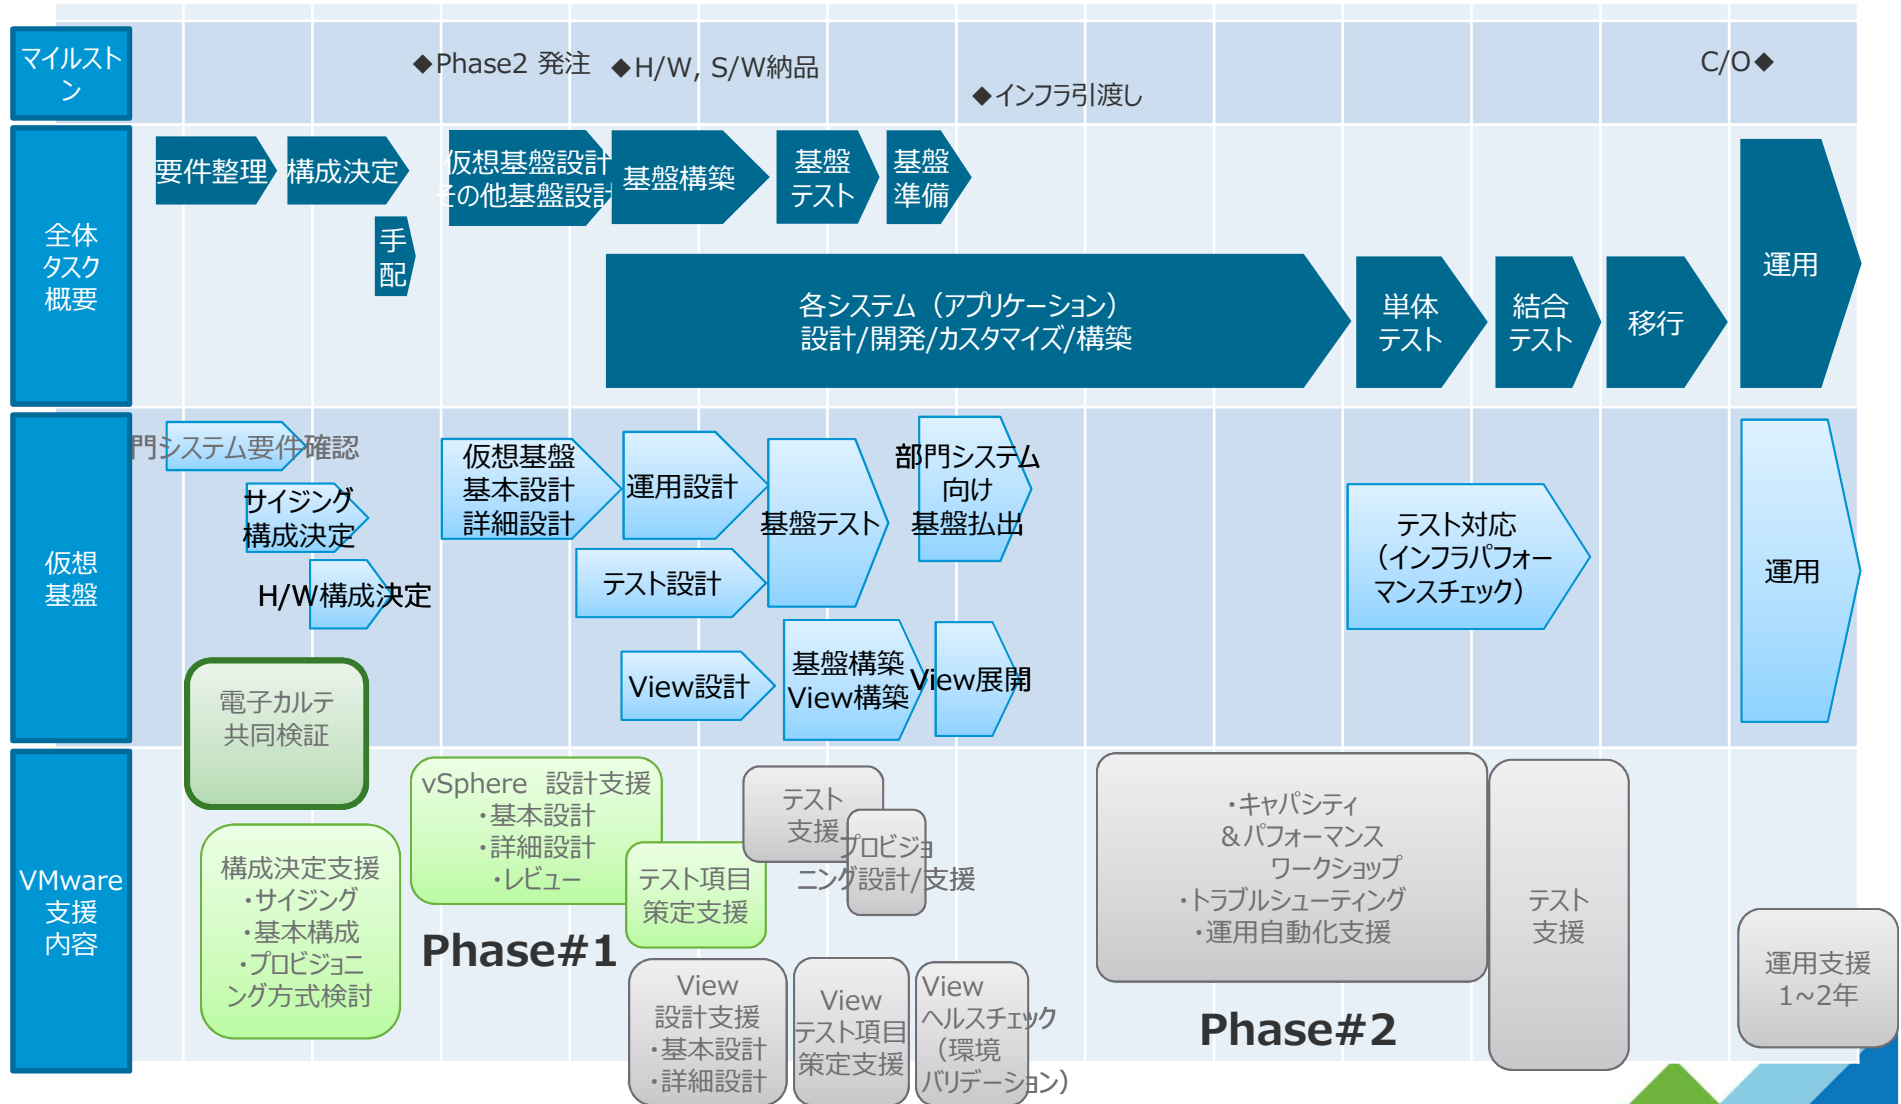 マイルスト
ン
◆Phase2 発注
◆H/W, S/W納品
◆インフラ引渡し
C/O◆
全体
タスク
概要
要件整理
構成決定
手
配
仮想基盤設計
その他基盤設計
基盤構築
基盤
テスト
基盤
準備
各システム（アプリケーション）
設計/開発/カスタマイズ/構築
単体
テスト
結合
テスト
移行
運用
仮想
基盤
門システム要件確認
サイジング
構成決定
H/W構成決定
仮想基盤
基本設計
詳細設計
運用設計
テスト設計
View設計
基盤テスト
基盤構築
View構築
部門システム
向け
基盤払出
View展開
テスト対応
（インフラパフォー
マンスチェック）
運用
VMware
支援
内容
電子カルテ
共同検証
構成決定支援
・サイジング
・基本構成
・プロビジョニ
ング方式検討
vSphere 設計支援
・基本設計
・詳細設計
・レビュー
Phase#1
テスト項目
策定支援
テスト
支援
プロビジョ
ニング設計/支援
View
設計支援
・基本設計
・詳細設計
View
テスト項目
策定支援
View
ヘルスチェック
（環境
バリデーション）
・キャパシティ
＆パフォーマンス
ワークショップ
・トラブルシューティング
・運用自動化支援
Phase#2
テスト
支援
運用支援
1~2年